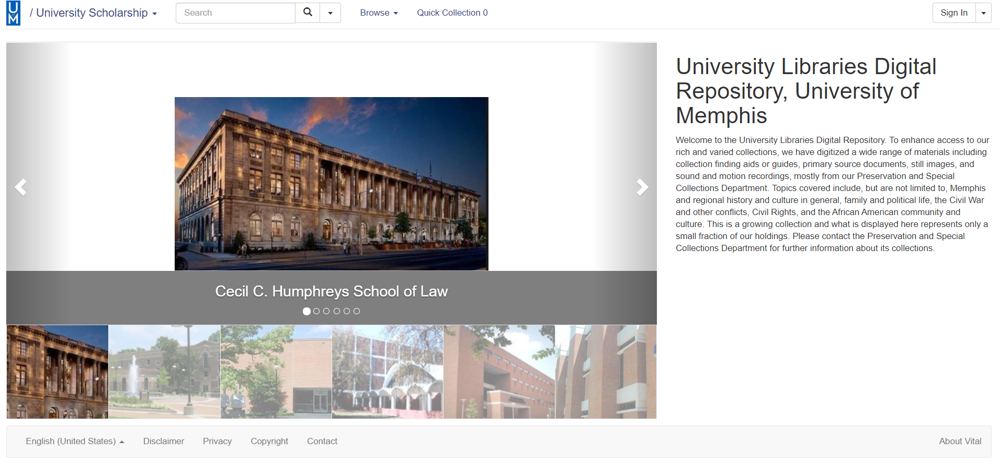 UM / University Scholarship Search Browse Quick Collection 0 Sign In
University Libraries Digital
Repository, University of
Memphis
Welcome to the University Libraries Digital Repository. To enhance access to our
rich and varied collections, we have digitized a wide range of materials including
collection finding aids or guides, primary source documents, still images, and
sound and motion recordings, mostly from our Preservation and Special
Collections Department. Topics covered include, but are not limited to, Memphis
and regional history and culture in general, family and political life, the Civil War
and other conflicts, Civil Rights, and the African American community and
culture. This is a growing collection and what is displayed here represents only a
small fraction of our holdings. Please contact the Preservation and Special
Collections Department for further information about its collections.
Cecil C. Humphreys School of Law
English (United States) Disclaimer Privacy Copyright Contact About Vital